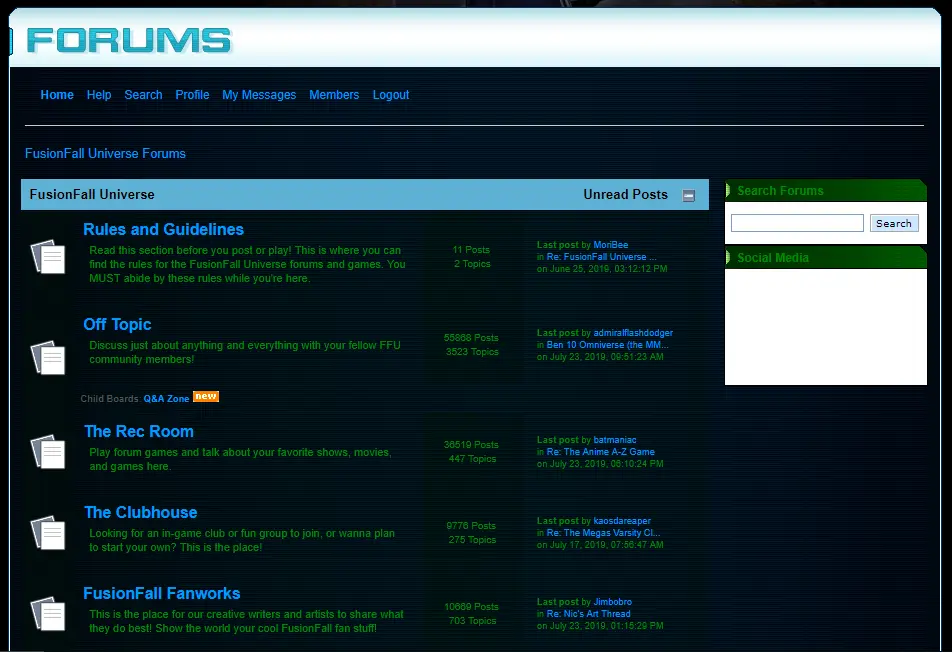 FORUMS
Home Help Search Profile My Messages Members Logout
FusionFall Universe Forums
FusionFall Universe Unread Posts
Rules and Guidelines
Read this section before you post or play! This is where you can
find the rules for the FusionFall Universe forums and games. You
MUST abide by these rules while you're here.
11 Posts
2 Topics
Last post by MoriBee
in Re: FusionFall Universe ...
on June 25, 2019, 03:12:12 PM
Off Topic
Discuss just about anything and everything with your fellow FFU
community members!
55868 Posts
3523 Topics
Last post by admiralflashdodger
in Ben 10 Omniverse (the MM...
on July 23, 2019, 09:51:23 AM
Child Boards: Q&A Zone new
The Rec Room
Play forum games and talk about your favorite shows, movies,
and games here.
36519 Posts
447 Topics
Last post by batmaniac
in Re: The Anime A-Z Game
on July 23, 2019, 06:10:24 PM
The Clubhouse
Looking for an in-game club or fun group to join, or wanna plan
to start your own? This is the place!
9776 Posts
275 Topics
Last post by kaosdareaper
in Re: The Megas Varsity Cl...
on July 17, 2019, 07:56:47 AM
FusionFall Fanworks
This is the place for our creative writers and artists to share what
they do best! Show the world your cool FusionFall fan stuff!
10669 Posts
703 Topics
Last post by Jimbobro
in Re: Nic's Art Thread
on July 23, 2019, 01:15:29 PM
Search Forums
Search
Social Media